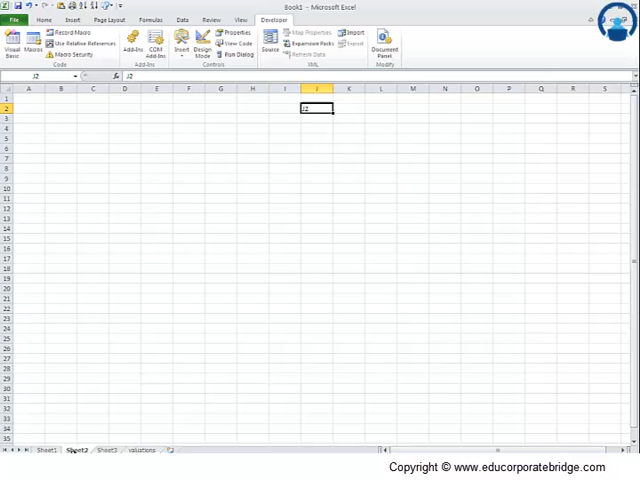 Book1 - Microsoft Excel
File Home Insert Page Layout Formulas Data Review View Developer
Visual Basic Macros Record Macro Use Relative References Macro Security Code
Add-Ins COM Add-Ins Add-Ins
Insert Design Mode Properties View Code Run Dialog Controls
Source Map Properties Expansion Packs Refresh Data Import Export XML
Document Panel Modify
J2 fx J2
A B C D E F G H I J K L M N O P Q R S
1
2 J2
3
4
5
6
7
8
9
10
11
12
13
14
15
16
17
18
19
20
21
22
23
24
25
26
27
28
29
30
31
32
33
34
35
Sheet1 Sheet2 Sheet3 valuations
Copyright © www.educorporatebridge.com